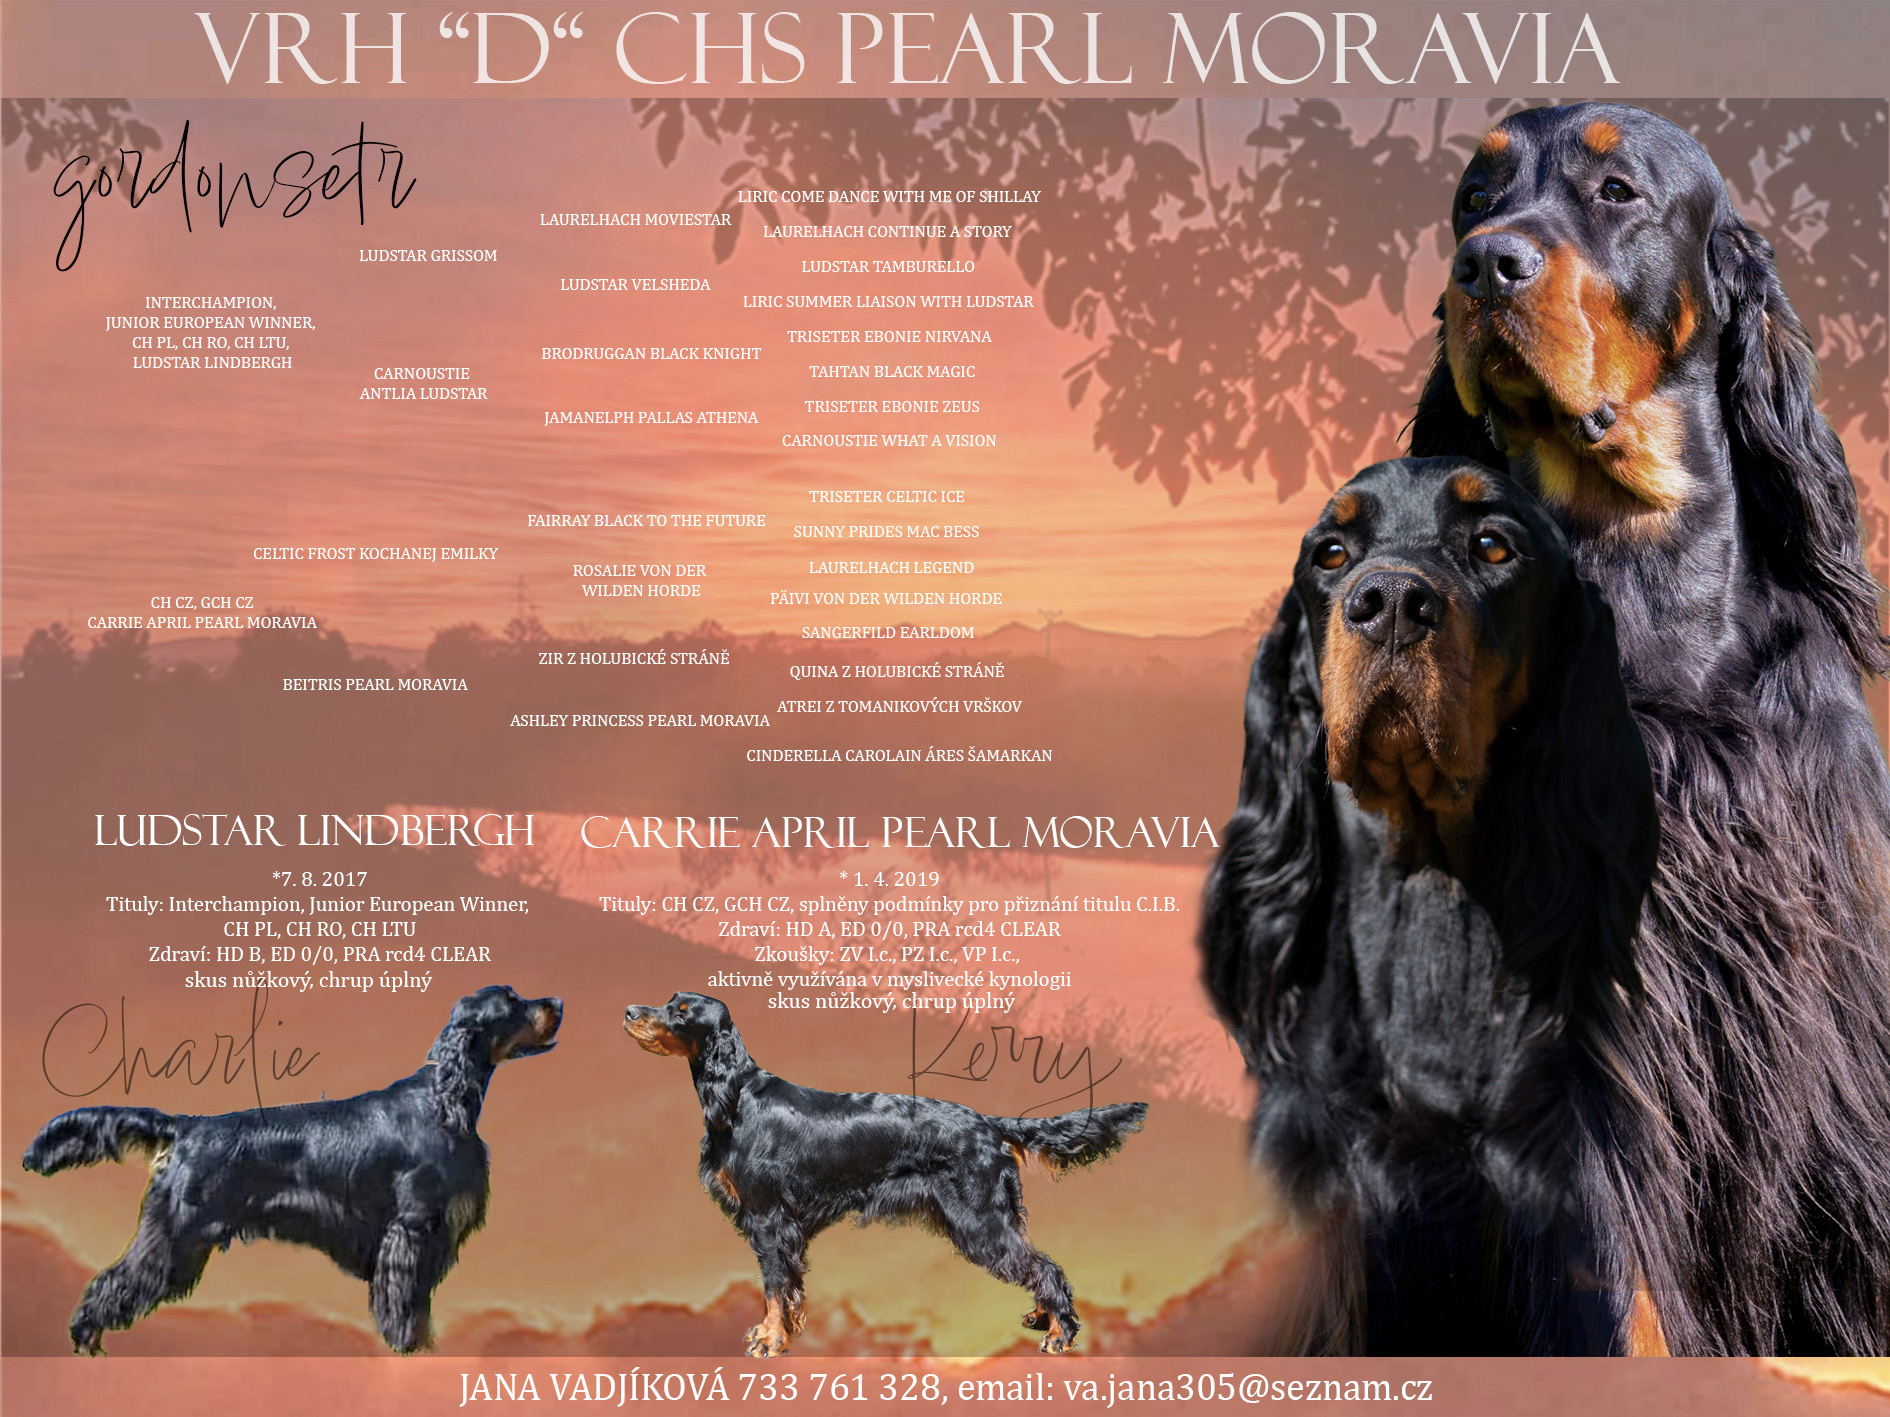 VRH “D“ CHS PEARL MORAVIA
gordonsetr
INTERCHAMPION,
JUNIOR EUROPEAN WINNER,
CH PL, CH RO, CH LTU,
LUDSTAR LINDBERGH
LUDSTAR GRISSOM
CARNOUSTIE
ANTLIA LUDSTAR
LAURELHACH MOVIESTAR
LUDSTAR VELSHEDA
BRODRUGGAN BLACK KNIGHT
JAMANELPH PALLAS ATHENA
LIRIC COME DANCE WITH ME OF SHILLAY
LAURELHACH CONTINUE A STORY
LUDSTAR TAMBURELLO
LIRIC SUMMER LIAISON WITH LUDSTAR
TRISETER EBONIE NIRVANA
TAHTAN BLACK MAGIC
TRISETER EBONIE ZEUS
CARNOUSTIE WHAT A VISION
CH CZ, GCH CZ
CARRIE APRIL PEARL MORAVIA
CELTIC FROST KOCHANEJ EMILKY
BEITRIS PEARL MORAVIA
FAIRRAY BLACK TO THE FUTURE
ROSALIE VON DER
WILDEN HORDE
ZIR Z HOLUBICKÉ STRÁNĚ
ASHLEY PRINCESS PEARL MORAVIA
TRISETER CELTIC ICE
SUNNY PRIDES MAC BESS
LAURELHACH LEGEND
PÄIVI VON DER WILDEN HORDE
SANGERFILD EARLDOM
QUINA Z HOLUBICKÉ STRÁNĚ
ATREI Z TOMANIKOVÝCH VRŠKOV
CINDERELLA CAROLAIN ÁRES ŠAMARKAN
LUDSTAR LINDBERGH
*7. 8. 2017
Tituly: Interchampion, Junior European Winner,
CH PL, CH RO, CH LTU
Zdraví: HD B, ED 0/0, PRA rcd4 CLEAR
skus nůžkový, chrup úplný
Charlie
CARRIE APRIL PEARL MORAVIA
* 1. 4. 2019
Tituly: CH CZ, GCH CZ, splněny podmínky pro přiznání titulu C.I.B.
Zdraví: HD A, ED 0/0, PRA rcd4 CLEAR
Zkoušky: ZV I.c., PZ I.c., VP I.c.,
aktivně využívána v myslivecké kynologii
skus nůžkový, chrup úplný
Kerry
JANA VADJÍKOVÁ 733 761 328, email: va.jana305@seznam.cz